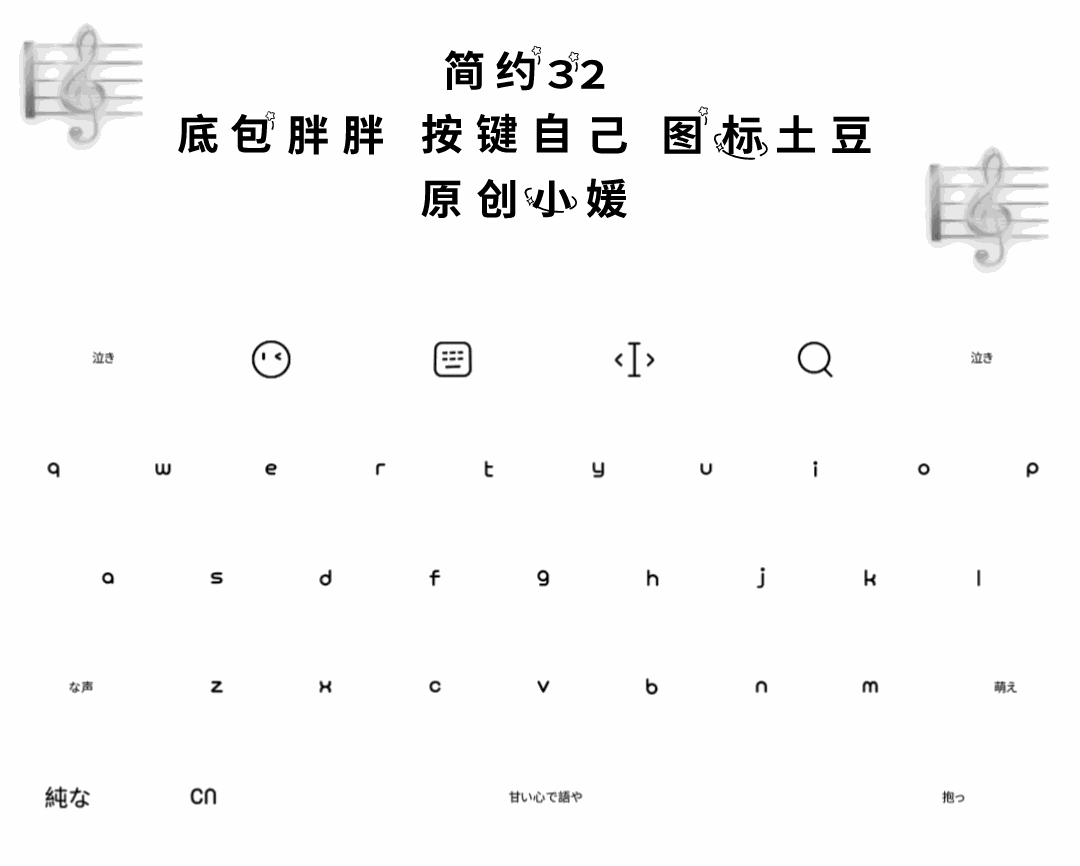 简约32
底包胖胖 按键自己 图标土豆
原创小媛
泣き 泣き
q w e r t y u i o p
a s d f g h j k l
な声 z x c v b n m 萌え
純な cn 甘い心で語や 抱っ